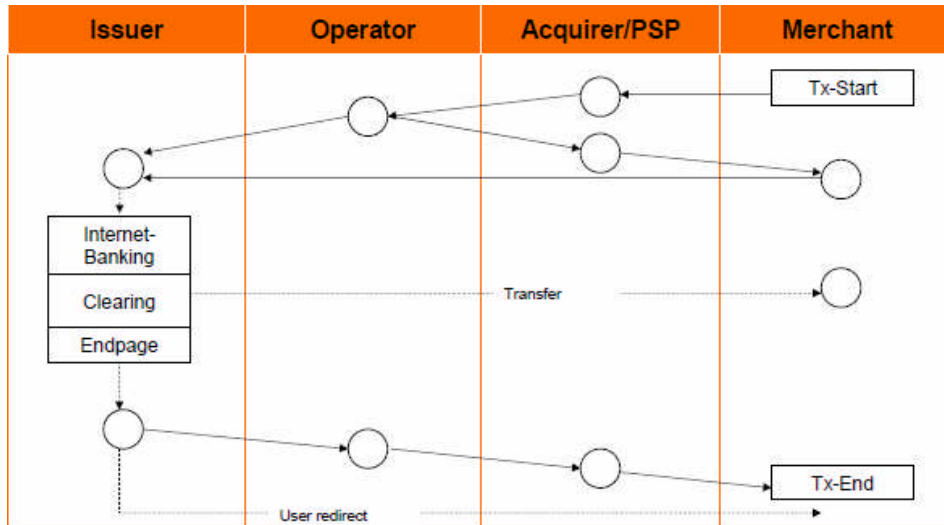 Issuer Operator Acquirer/PSP Merchant
Tx-Start
Internet-
Banking
Clearing
Transfer
Endpage
Tx-End
User redirect